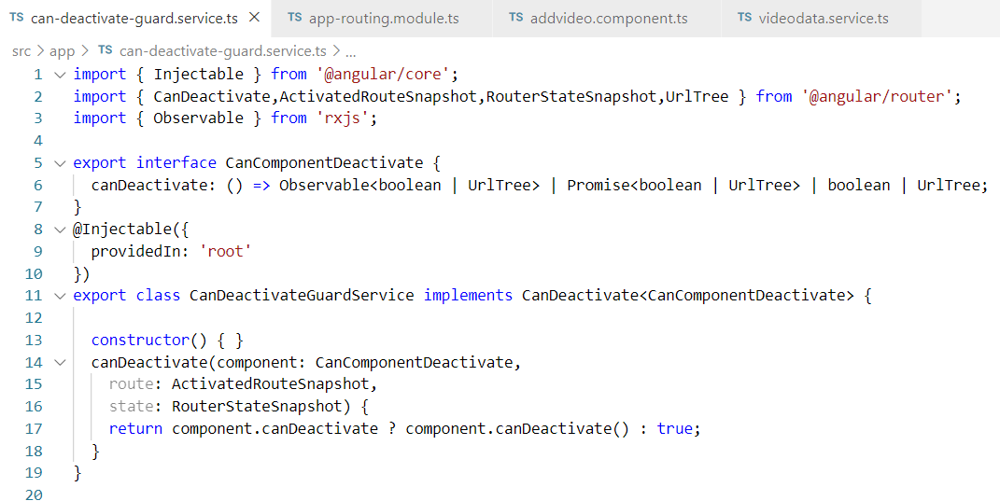 TS can-deactivate-guard.service.ts × TS app-routing.module.ts TS addvideo.component.ts TS videodata.service.ts
src > app > TS can-deactivate-guard.service.ts > ...
1 import { Injectable } from '@angular/core';
2 import { CanDeactivate,ActivatedRouteSnapshot,RouterStateSnapshot,UrlTree } from '@angular/router';
3 import { Observable } from 'rxjs';
4
5 export interface CanComponentDeactivate {
6 canDeactivate: () => Observable<boolean | UrlTree> | Promise<boolean | UrlTree> | boolean | UrlTree;
7 }
8 @Injectable({
9 providedIn: 'root'
10 })
11 export class CanDeactivateGuardService implements CanDeactivate<CanComponentDeactivate> {
12
13 constructor() { }
14 canDeactivate(component: CanComponentDeactivate,
15 route: ActivatedRouteSnapshot,
16 state: RouterStateSnapshot) {
17 return component.canDeactivate ? component.canDeactivate() : true;
18 }
19 }
20